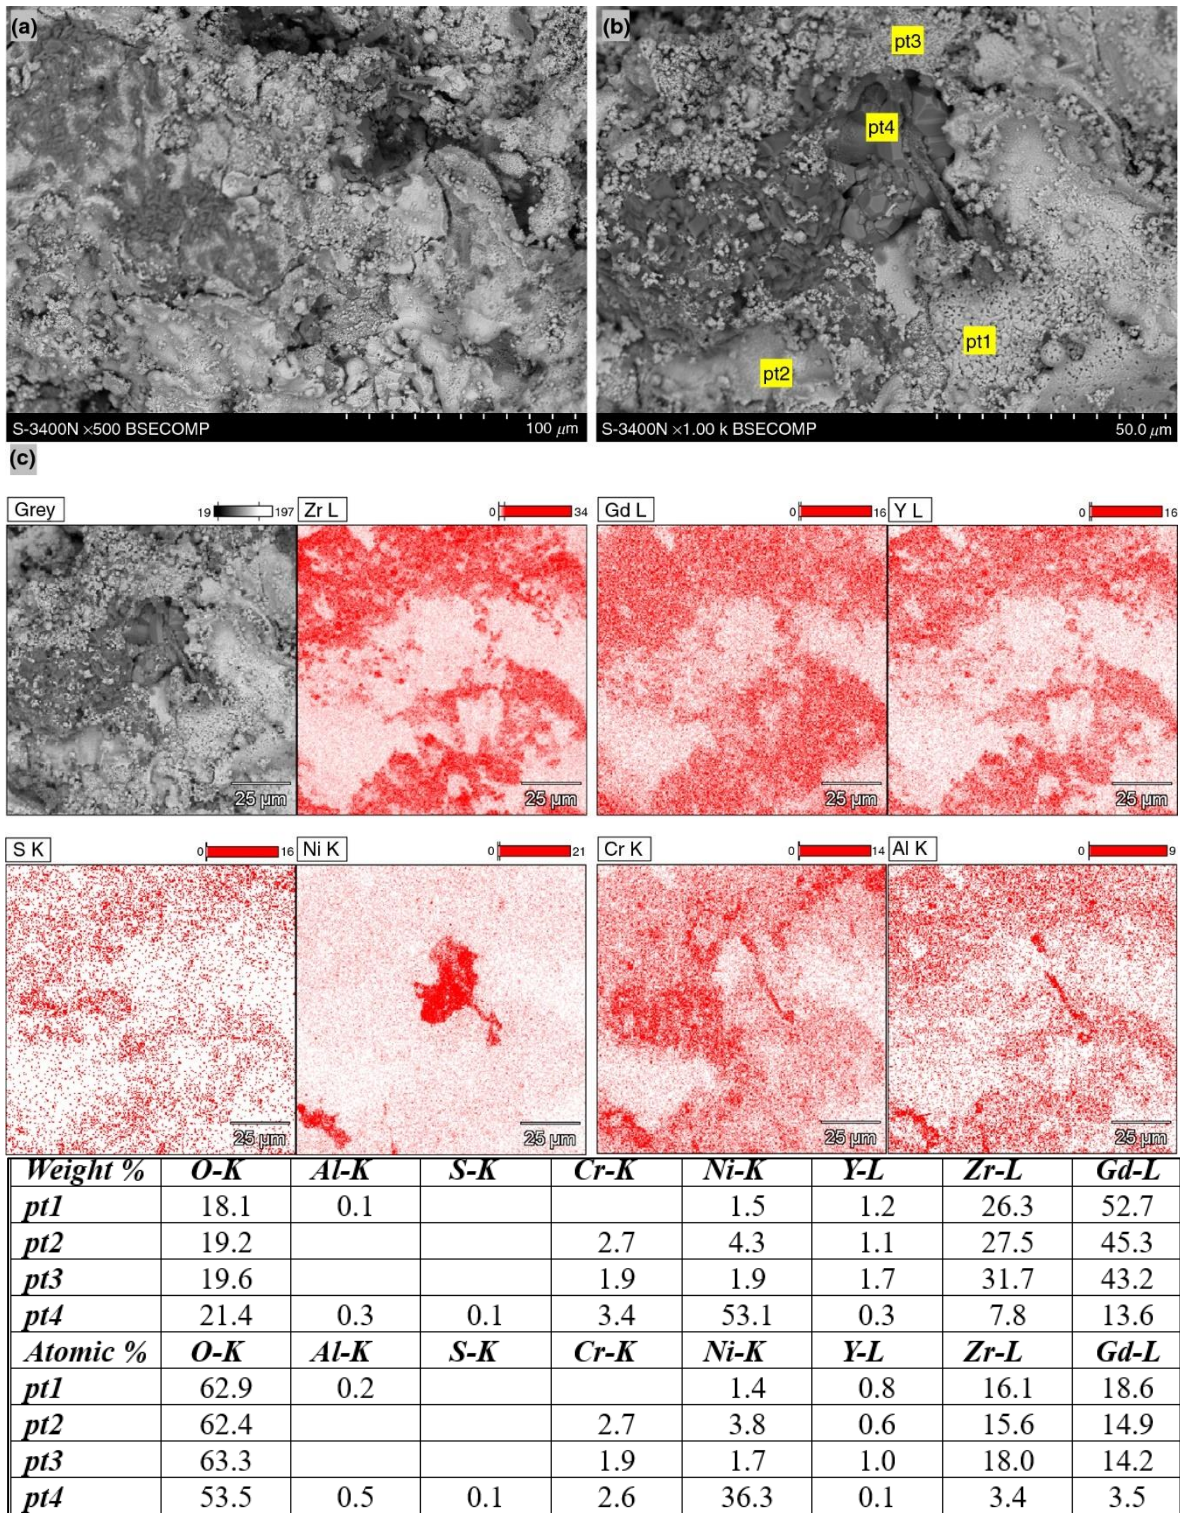 (a)
(b)
pt3
pt4
pt1
pt2
S-3400N ×500 BSECOMP 100 μm
S-3400N ×1.00 k BSECOMP 50.0 μm
(c)
Grey 19 197
Zr L 0 34
Gd L 0 16
Y L 0 16
25 μm
25 μm
25 μm
25 μm
S K 0 16
Ni K 0 21
Cr K 0 14
Al K 0 9
25 μm
25 μm
25 μm
25 μm
Weight % O-K Al-K S-K Cr-K Ni-K Y-L Zr-L Gd-L
pt1 18.1 0.1 1.5 1.2 26.3 52.7
pt2 19.2 2.7 4.3 1.1 27.5 45.3
pt3 19.6 1.9 1.9 1.7 31.7 43.2
pt4 21.4 0.3 0.1 3.4 53.1 0.3 7.8 13.6
Atomic % O-K Al-K S-K Cr-K Ni-K Y-L Zr-L Gd-L
pt1 62.9 0.2 1.4 0.8 16.1 18.6
pt2 62.4 2.7 3.8 0.6 15.6 14.9
pt3 63.3 1.9 1.7 1.0 18.0 14.2
pt4 53.5 0.5 0.1 2.6 36.3 0.1 3.4 3.5